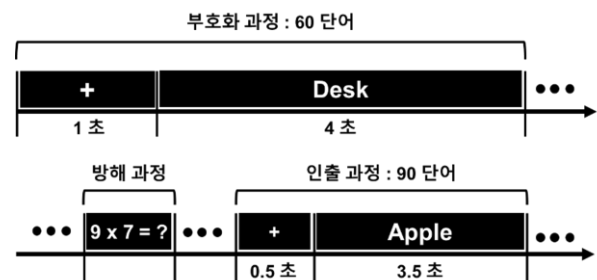 부호화 과정 : 60 단어
+ Desk
1 초 4 초
방해 과정 인출 과정 : 90 단어
9 x 7 = ? + Apple
0.5 초 3.5 초